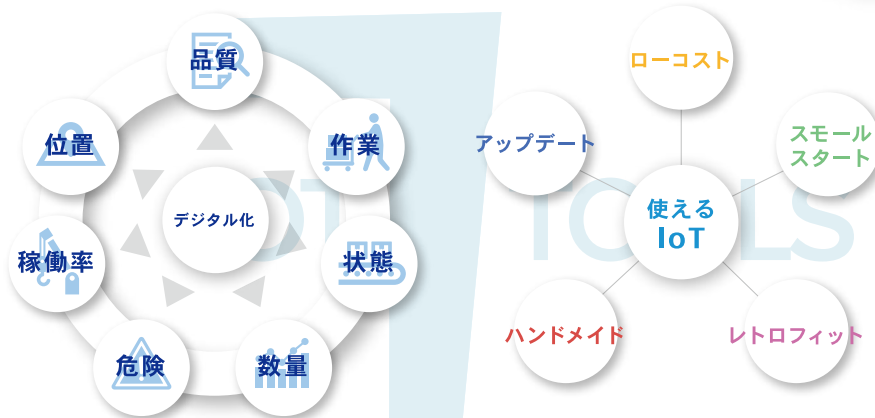 品質
作業
状態
数量
危険
稼働率
位置
デジタル化
ローコスト
スモール
スタート
レトロフィット
ハンドメイド
アップデート
使える
IoT
IOT TOOLS